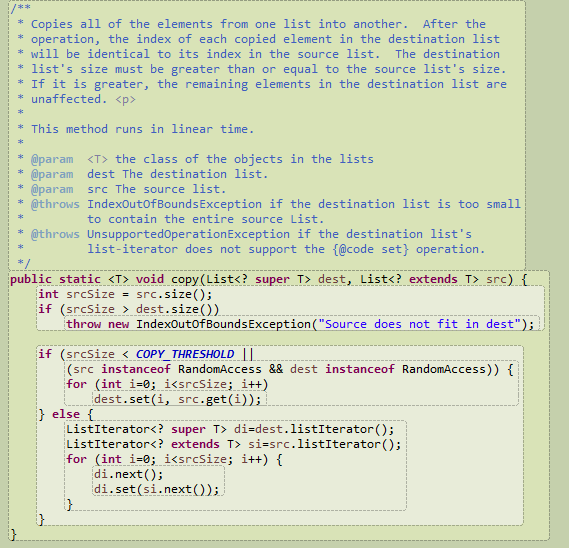 /**
 * Copies all of the elements from one list into another.  After the
 * operation, the index of each copied element in the destination list
 * will be identical to its index in the source list.  The destination
 * list's size must be greater than or equal to the source list's size.
 * If it is greater, the remaining elements in the destination list are
 * unaffected. <p>
 *
 * This method runs in linear time.
 *
 * @param  <T> the class of the objects in the lists
 * @param  dest The destination list.
 * @param  src The source list.
 * @throws IndexOutOfBoundsException if the destination list is too small
 *         to contain the entire source List.
 * @throws UnsupportedOperationException if the destination list's
 *         list-iterator does not support the {@code set} operation.
 */
public static <T> void copy(List<? super T> dest, List<? extends T> src) {
    int srcSize = src.size();
    if (srcSize > dest.size())
        throw new IndexOutOfBoundsException("Source does not fit in dest");

    if (srcSize < COPY_THRESHOLD ||
        (src instanceof RandomAccess && dest instanceof RandomAccess)) {
        for (int i=0; i<srcSize; i++)
            dest.set(i, src.get(i));
    } else {
        ListIterator<? super T> di=dest.listIterator();
        ListIterator<? extends T> si=src.listIterator();
        for (int i=0; i<srcSize; i++) {
            di.next();
            di.set(si.next());
        }
    }
}